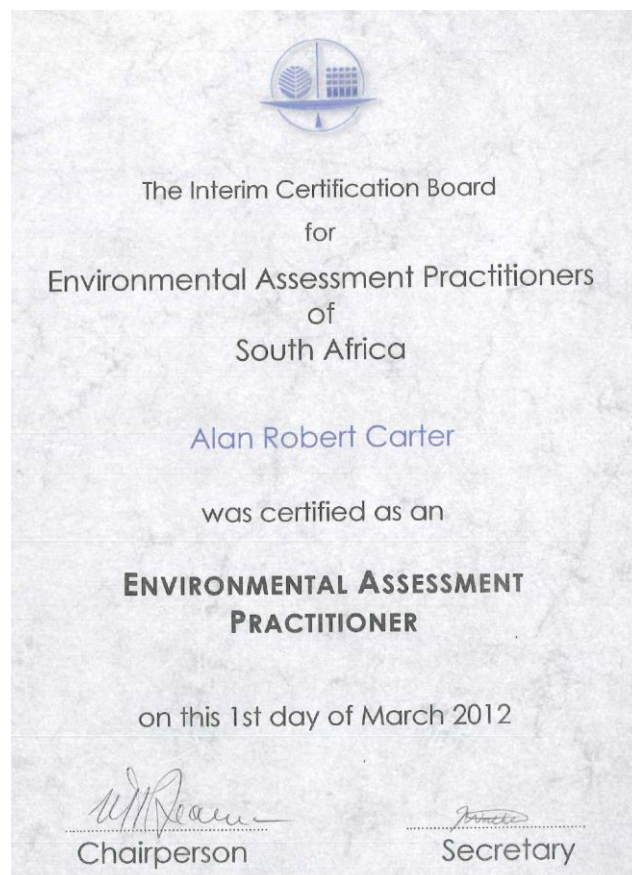 The Interim Certification Board
for
Environmental Assessment Practitioners
of
South Africa
Alan Robert Carter
was certified as an
ENVIRONMENTAL ASSESSMENT
PRACTITIONER
on this 1st day of March 2012
Chairperson
Secretary